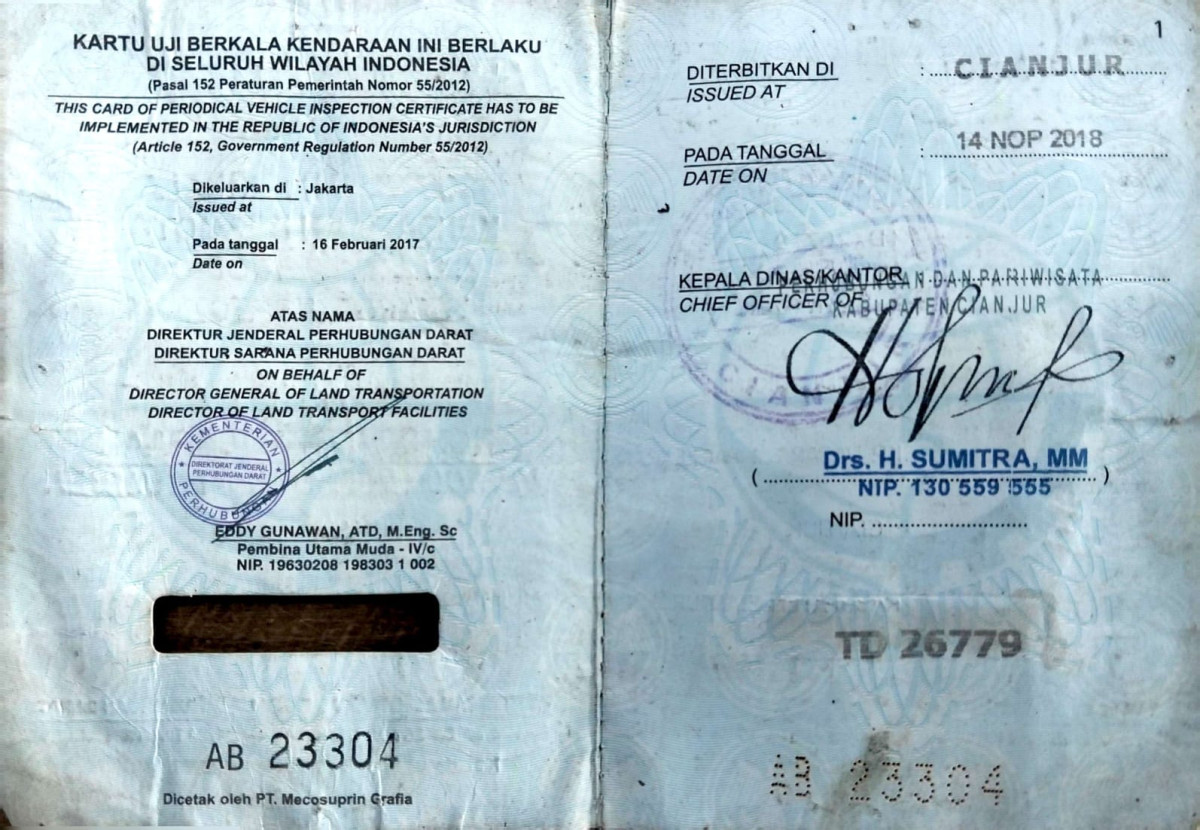 KARTU UJI BERKALA KENDARAAN INI BERLAKU
DI SELURUH WILAYAH INDONESIA
(Pasal 152 Peraturan Pemerintah Nomor 55/2012)
THIS CARD OF PERIODICAL VEHICLE INSPECTION CERTIFICATE HAS TO BE
IMPLEMENTED IN THE REPUBLIC OF INDONESIA'S JURISDICTION
(Article 152, Government Regulation Number 55/2012)
Dikeluarkan di : Jakarta
Issued at
Pada tanggal : 16 Februari 2017
Date on
ATAS NAMA
DIREKTUR JENDERAL PERHUBUNGAN DARAT
DIREKTUR SARANA PERHUBUNGAN DARAT
ON BEHALF OF
DIRECTOR GENERAL OF LAND TRANSPORTATION
DIRECTOR OF LAND TRANSPORT FACILITIES
KEMENTERIAN
DIREKTORAT JENDERAL
PERHUBUNGAN DARAT
PERHUBUNGAN
EDDY GUNAWAN, ATD, M.Eng. Sc
Pembina Utama Muda - IV/c
NIP. 19630208 198303 1 002
AB 23304
Dicetak oleh PT. Mecosuprin Grafia
1
DITERBITKAN DI : CIANJUR
ISSUED AT
PADA TANGGAL : 14 NOP 2018
DATE ON
KEPALA DINAS/KANTOR PERHUBUNGAN DAN PARIWISATA
CHIEF OFFICER OF KABUPATEN CIANJUR
Drs. H. SUMITRA, MM
( )
NIP. 130 559 555
NIP.
TD 26779
AB 23304